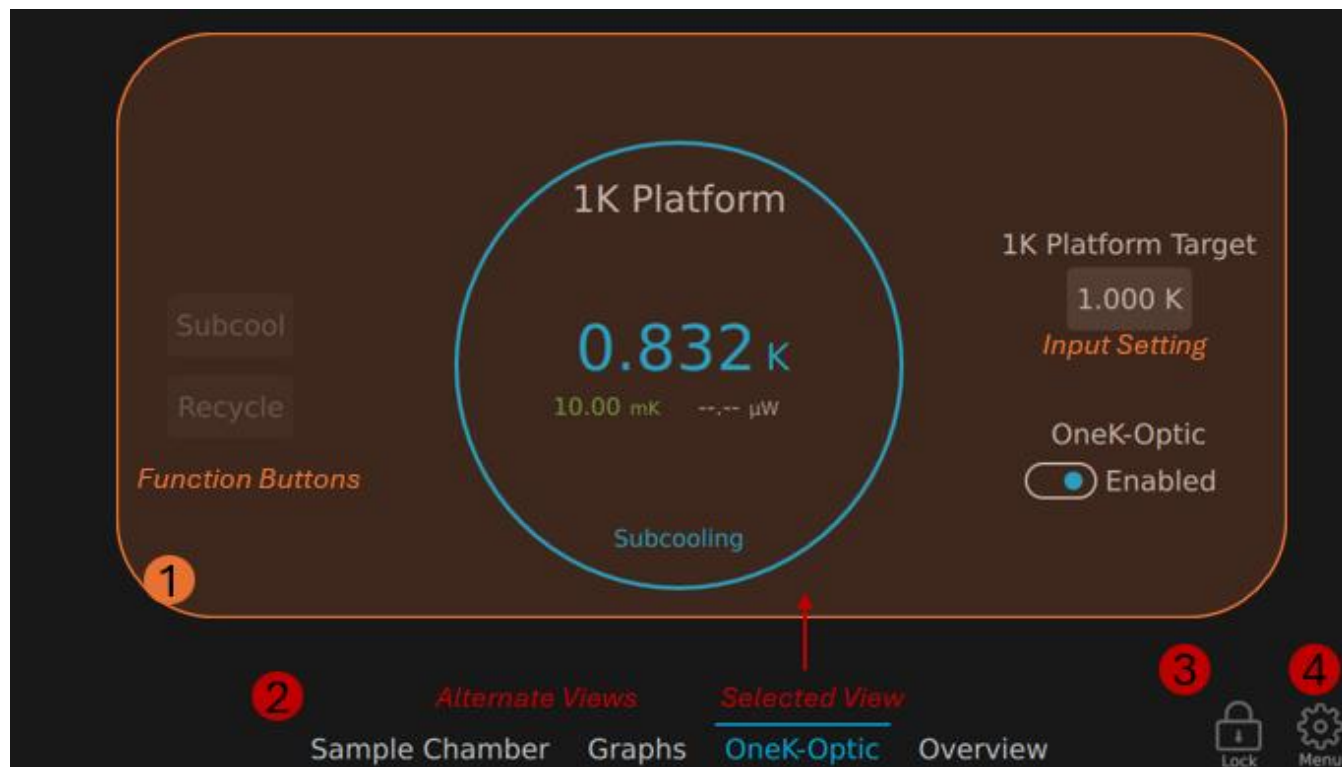 1K Platform
1K Platform Target
1.000 K
Input Setting
Subcool
0.832 K
Recycle
10.00 mK --.-- µW
OneK-Optic
Enabled
Function Buttons
Subcooling
1
2
3
4
Alternate Views
Selected View
Sample Chamber Graphs OneK-Optic Overview
Lock
Menu